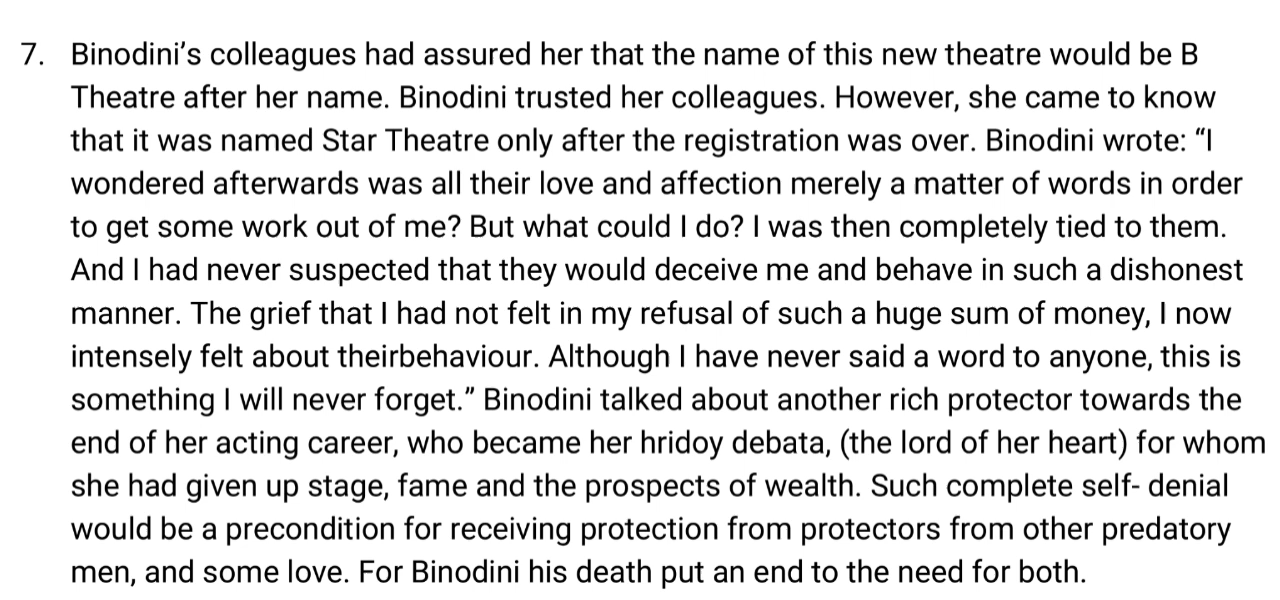 7. Binodini's colleagues had assured her that the name of this new theatre would be B
Theatre after her name. Binodini trusted her colleagues. However, she came to know
that it was named Star Theatre only after the registration was over. Binodini wrote: “I
wondered afterwards was all their love and affection merely a matter of words in order
to get some work out of me? But what could I do? I was then completely tied to them.
And I had never suspected that they would deceive me and behave in such a dishonest
manner. The grief that I had not felt in my refusal of such a huge sum of money, I now
intensely felt about theirbehaviour. Although I have never said a word to anyone, this is
something I will never forget.” Binodini talked about another rich protector towards the
end of her acting career, who became her hridoy debata, (the lord of her heart) for whom
she had given up stage, fame and the prospects of wealth. Such complete self- denial
would be a precondition for receiving protection from protectors from other predatory
men, and some love. For Binodini his death put an end to the need for both.